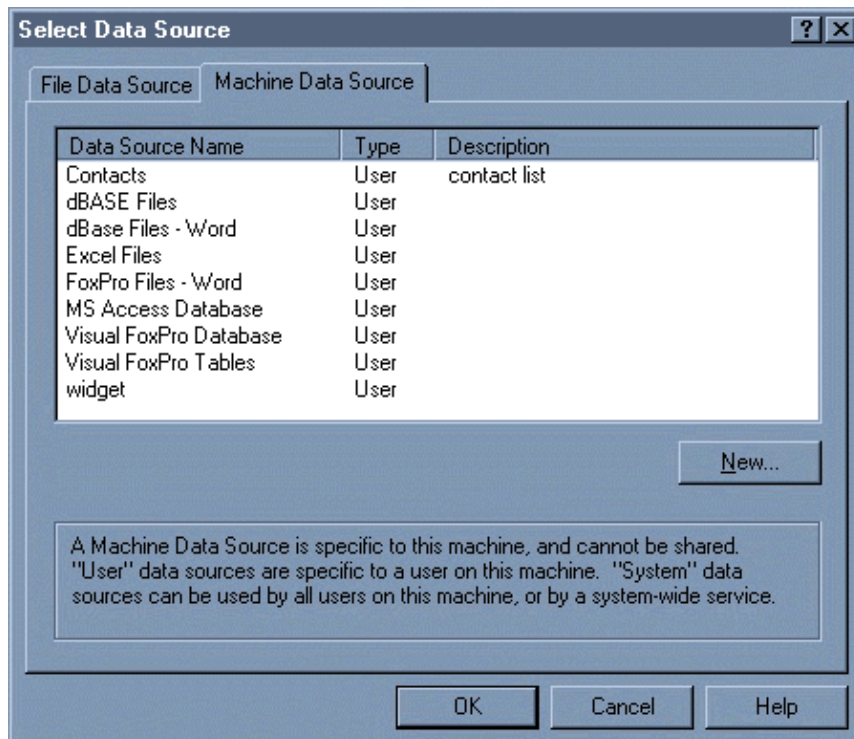 Select Data Source
File Data Source Machine Data Source
Data Source Name Type Description
Contacts User contact list
dBASE Files User
dBase Files - Word User
Excel Files User
FoxPro Files - Word User
MS Access Database User
Visual FoxPro Database User
Visual FoxPro Tables User
widget User
New...
A Machine Data Source is specific to this machine, and cannot be shared.
"User" data sources are specific to a user on this machine. "System" data
sources can be used by all users on this machine, or by a system-wide service.
OK Cancel Help